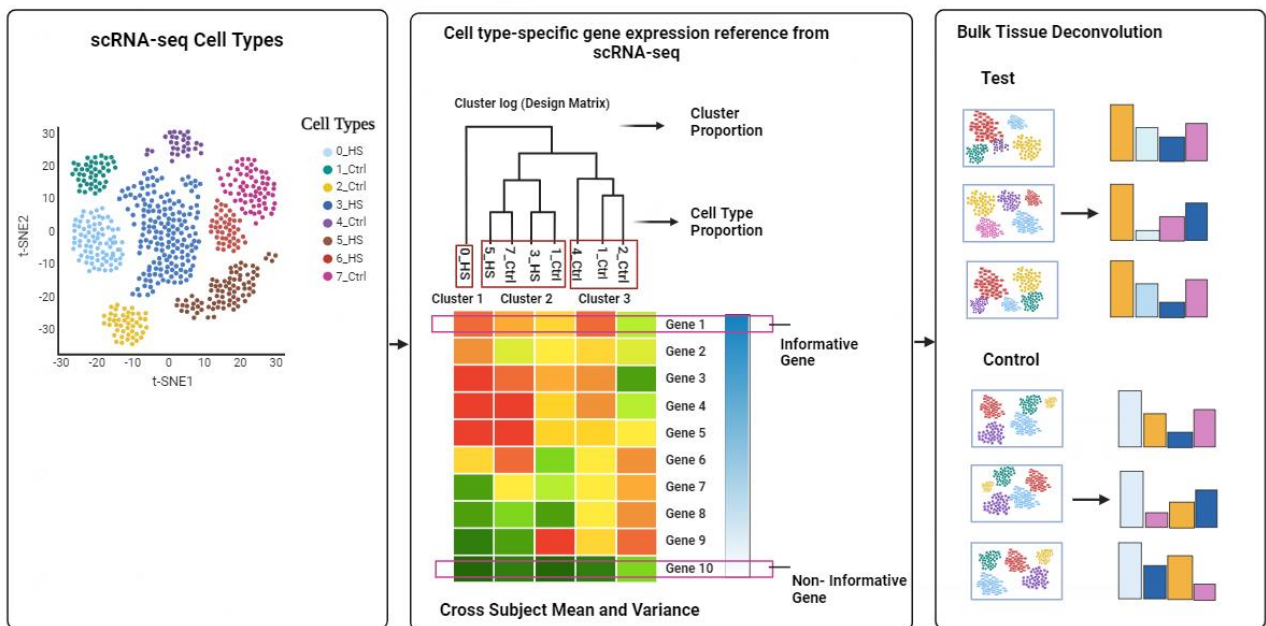 scRNA-seq Cell Types
Cell Types
0_HS
1_Ctrl
2_Ctrl
3_HS
4_Ctrl
5_HS
6_HS
7_Ctrl
t-SNE2
30
20
10
0
-10
-20
-30
-30 -20 -10 0 10 20 30
t-SNE1
Cell type-specific gene expression reference from
scRNA-seq
Cluster log (Design Matrix)
Cluster
Proportion
Cell Type
Proportion
0_HS
5_HS
7_Ctrl
3_HS
1_Ctrl
4_Ctrl
1_Ctrl
2_Ctrl
Cluster 1 Cluster 2 Cluster 3
Gene 1
Gene 2
Gene 3
Gene 4
Gene 5
Gene 6
Gene 7
Gene 8
Gene 9
Gene 10
Informative
Gene
Non- Informative
Gene
Cross Subject Mean and Variance
Bulk Tissue Deconvolution
Test
Control